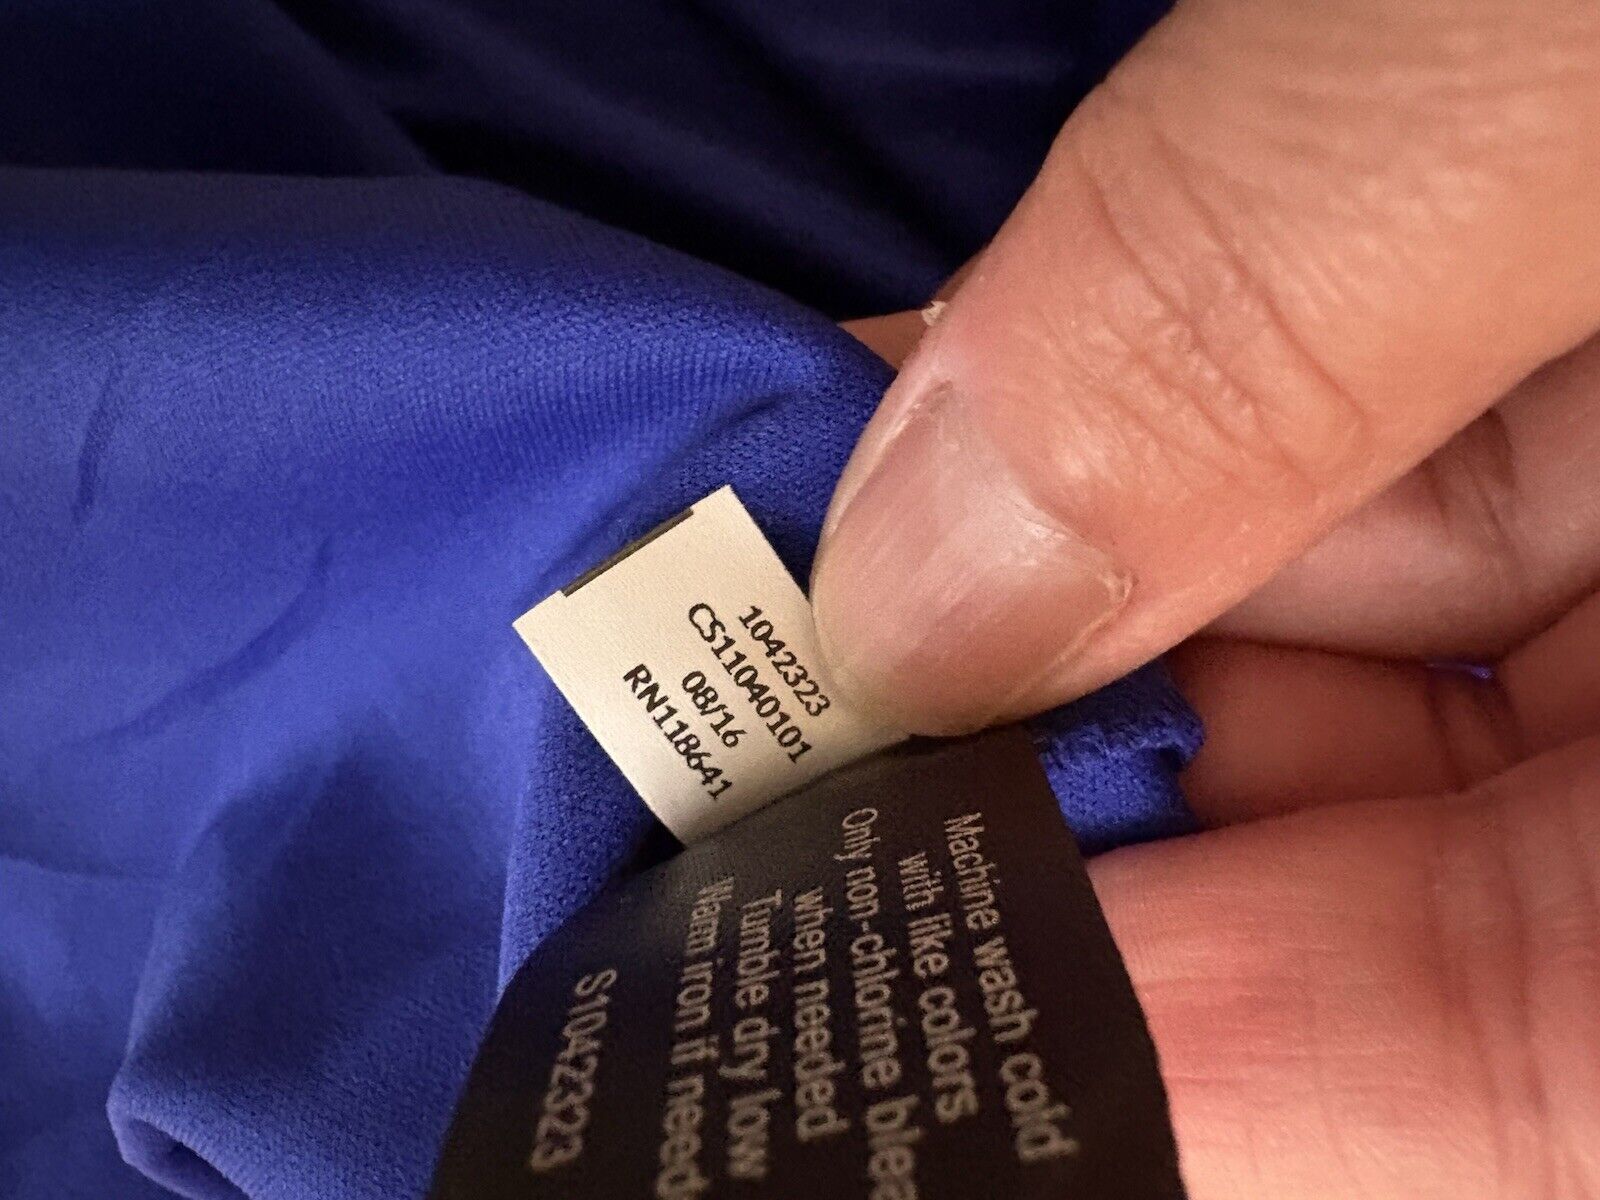 1042323
CS11040101
08/16
RN118641
Machine wash cold
with like colors
Only non-chlorine
when needed
Tumble dry low
Warm iron if
S1042323